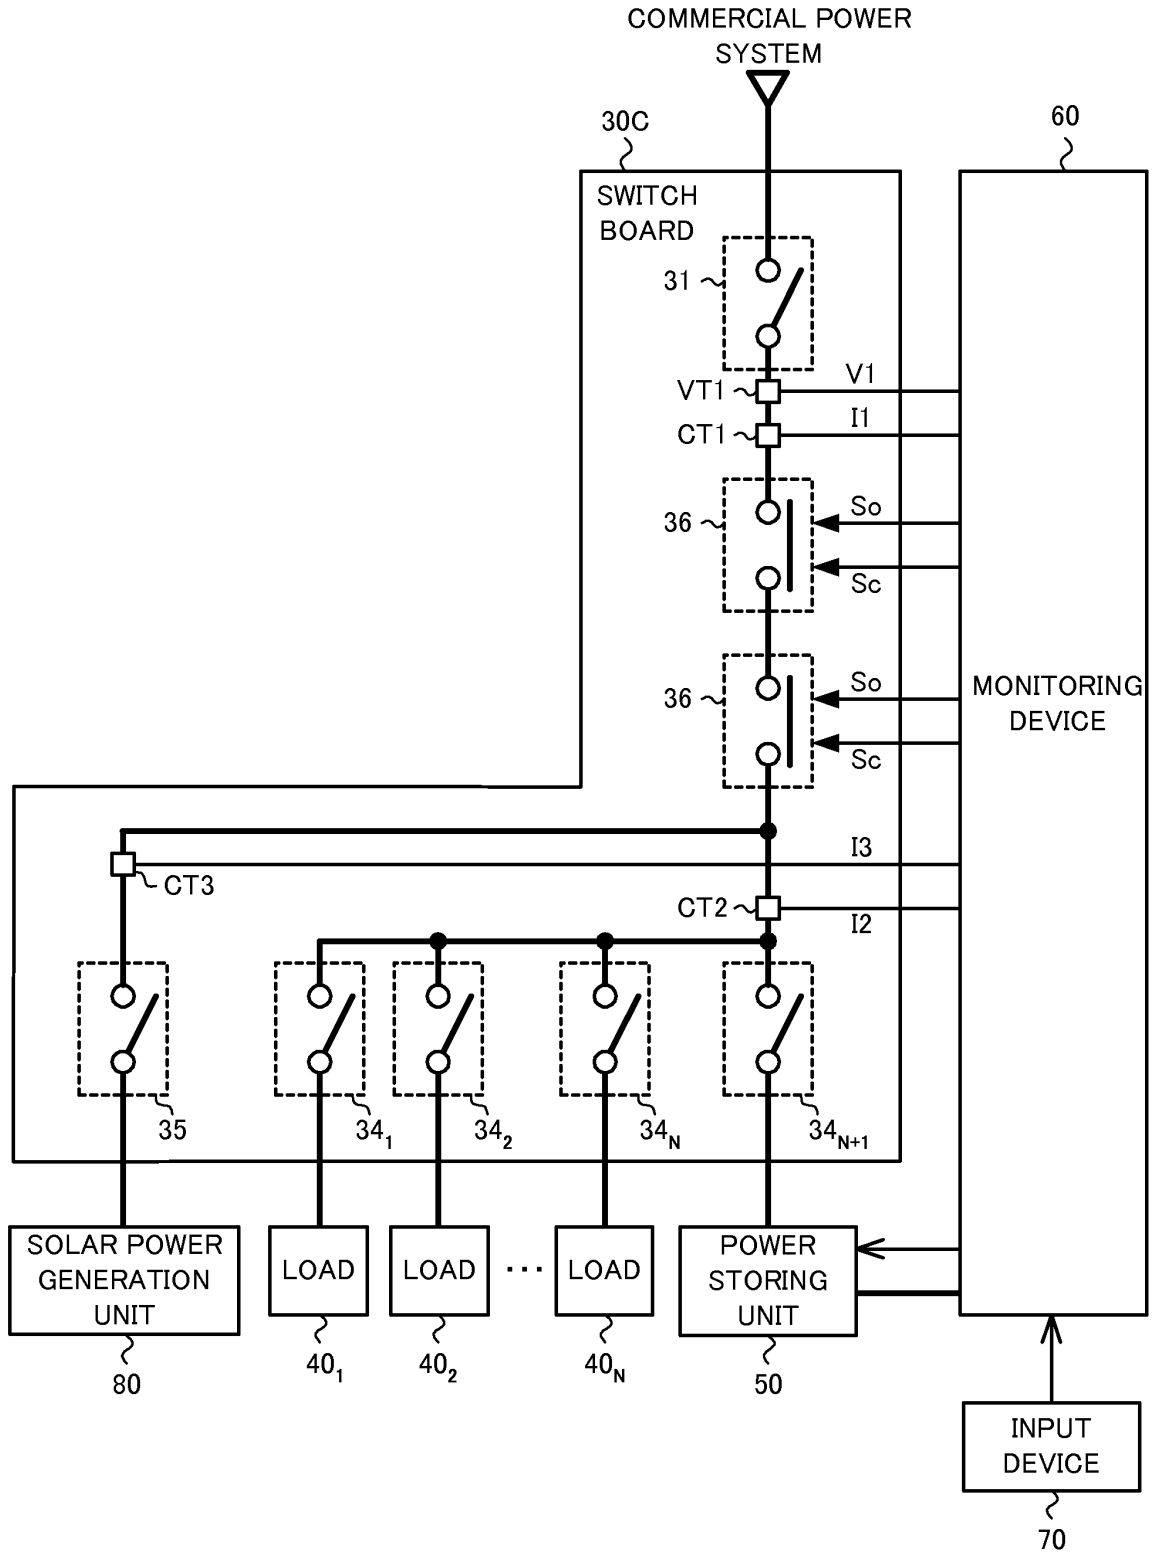 COMMERCIAL POWER
SYSTEM
30C
60
SWITCH
BOARD
31
VT1
V1
CT1
I1
36
So
Sc
36
So
Sc
MONITORING
DEVICE
I3
CT3
CT2
I2
35
34₁
34₂
34N
34N+1
SOLAR POWER
GENERATION
UNIT
LOAD
LOAD
...
LOAD
POWER
STORING
UNIT
80
40₁
40₂
40N
50
INPUT
DEVICE
70